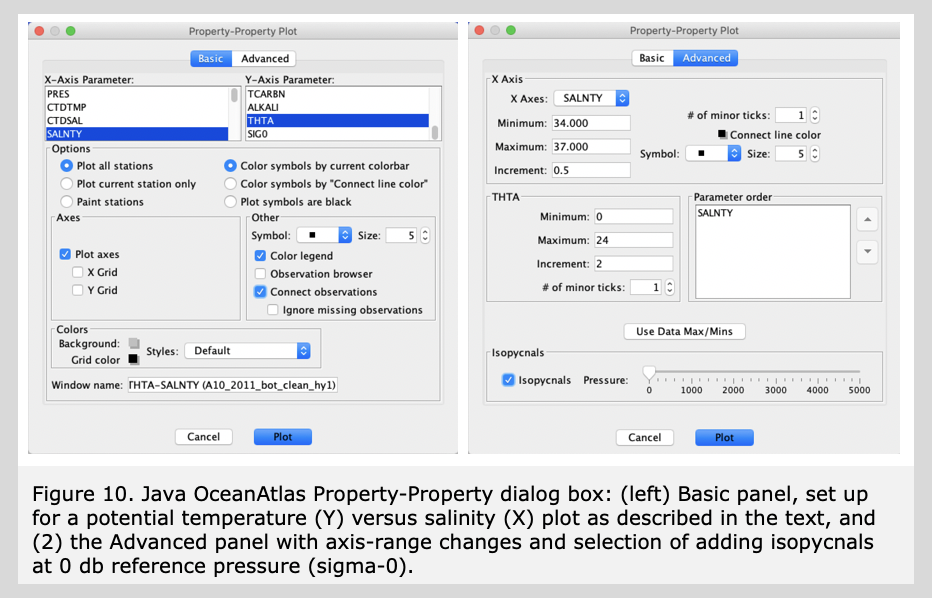 Property-Property Plot
Basic Advanced
X-Axis Parameter: Y-Axis Parameter:
PRES TCARBN
CTDTMP ALKALI
CTDSAL THTA
SALNTY SIG0
Options
Plot all stations Color symbols by current colorbar
Plot current station only Color symbols by "Connect line color"
Paint stations Plot symbols are black
Axes Other
Symbol: Size: 5
Plot axes Color legend
X Grid Observation browser
Y Grid Connect observations
Ignore missing observations
Colors
Background: Styles: Default
Grid color
Window name: THTA-SALNTY (A10_2011_bot_clean_hy1)
Cancel Plot
Property-Property Plot
Basic Advanced
X Axis
X Axes: SALNTY
Minimum: 34.000 # of minor ticks: 1
Connect line color
Maximum: 37.000 Symbol: Size: 5
Increment: 0.5
THTA Parameter order
Minimum: 0 SALNTY
Maximum: 24
Increment: 2
# of minor ticks: 1
Use Data Max/Mins
Isopycnals
Isopycnals Pressure:
0 1000 2000 3000 4000 5000
Cancel Plot
Figure 10. Java OceanAtlas Property-Property dialog box: (left) Basic panel, set up
for a potential temperature (Y) versus salinity (X) plot as described in the text, and
(2) the Advanced panel with axis-range changes and selection of adding isopycnals
at 0 db reference pressure (sigma-0).